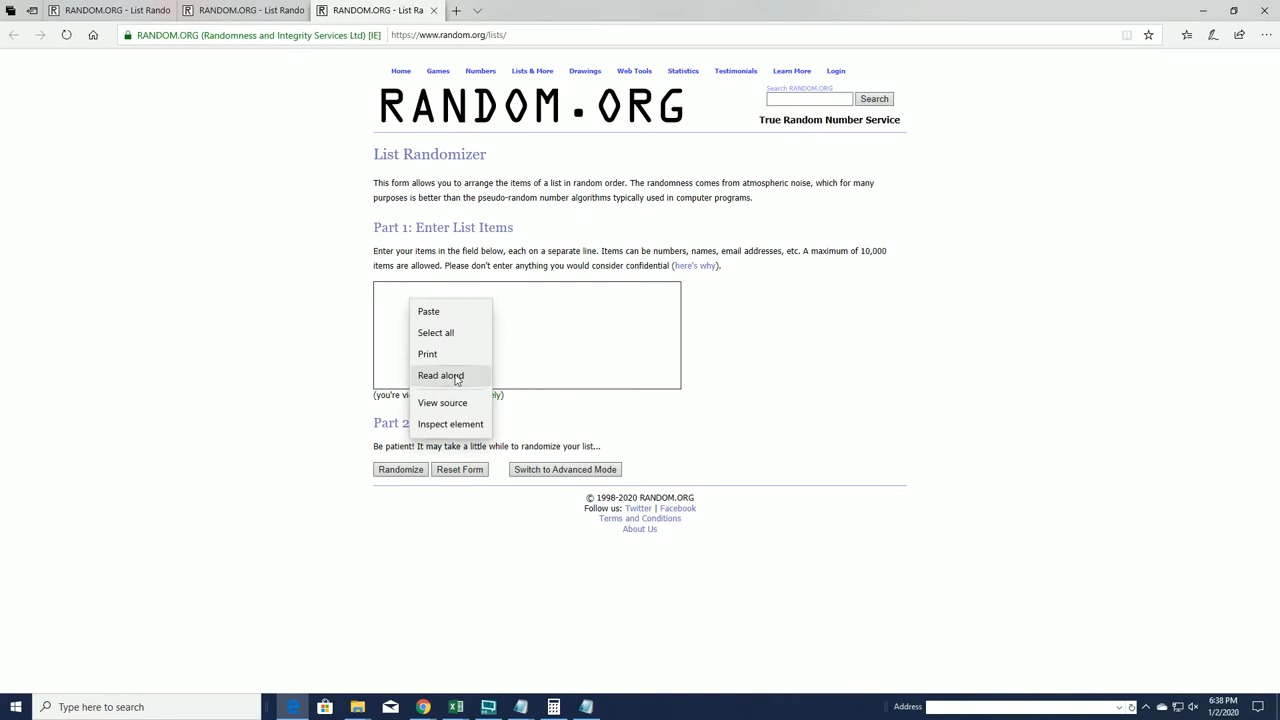 RANDOM.ORG - List Rando
RANDOM.ORG - List Rando
RANDOM.ORG - List Ra
RANDOM.ORG (Randomness and Integrity Services Ltd) [IE]
https://www.random.org/lists/
Home Games Numbers Lists & More Drawings Web Tools Statistics Testimonials Learn More Login
RANDOM.ORG
Search RANDOM.ORG
Search
True Random Number Service
List Randomizer
This form allows you to arrange the items of a list in random order. The randomness comes from atmospheric noise, which for many
purposes is better than the pseudo-random number algorithms typically used in computer programs.
Part 1: Enter List Items
Enter your items in the field below, each on a separate line. Items can be numbers, names, email addresses, etc. A maximum of 10,000
items are allowed. Please don't enter anything you would consider confidential (here's why).
Paste
Select all
Print
Read aloud
View source
Inspect element
(you're vi ely)
Part 2
Be patient! It may take a little while to randomize your list...
Randomize Reset Form Switch to Advanced Mode
© 1998-2020 RANDOM.ORG
Follow us: Twitter | Facebook
Terms and Conditions
About Us
Type here to search
Address
6:38 PM
1/2/2020